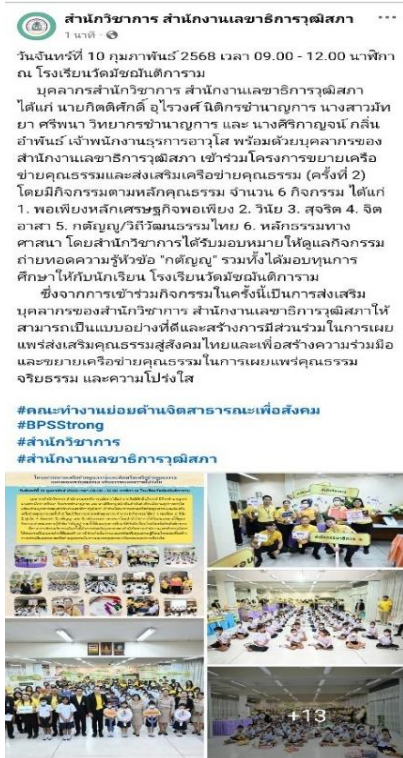 สำนักวิชาการ สำนักงานเลขาธิการวุฒิสภา
1 นาที ·
วันจันทร์ที่ 10 กุมภาพันธ์ 2568 เวลา 09.00 - 12.00 นาฬิกา
ณ โรงเรียนวัดมัชฌันติการาม
บุคลากรสำนักวิชาการ สำนักงานเลขาธิการวุฒิสภา
ได้แก่ นายกิตติศักดิ์ อุไรวงศ์ นิติกรชำนาญการ นางสาวมัท
ยา ศรีพนา วิทยากรชำนาญการ และ นางศิริกาญจน์ กลิ่น
อำพันธ์ เจ้าพนักงานธุรการอาวุโส พร้อมด้วยบุคลากรของ
สำนักงานเลขาธิการวุฒิสภา เข้าร่วมโครงการขยายเครือ
ข่ายคุณธรรมและส่งเสริมเครือข่ายคุณธรรม (ครั้งที่ 2)
โดยมีกิจกรรมตามหลักคุณธรรม จำนวน 6 กิจกรรม ได้แก่
1. พอเพียงหลักเศรษฐกิจพอเพียง 2. วินัย 3. สุจริต 4. จิต
อาสา 5. กตัญญู/วิถีวัฒนธรรมไทย 6. หลักธรรมทาง
ศาสนา โดยสำนักวิชาการได้รับมอบหมายให้ดูแลกิจกรรม
ถ่ายทอดความรู้หัวข้อ "กตัญญู" รวมทั้งได้มอบทุนการ
ศึกษาให้กับนักเรียน โรงเรียนวัดมัชฌันติการาม
ซึ่งจากการเข้าร่วมกิจกรรมในครั้งนี้เป็นการส่งเสริม
บุคลากรของสำนักวิชาการ สำนักงานเลขาธิการวุฒิสภาให้
สามารถเป็นแบบอย่างที่ดีและสร้างการมีส่วนร่วมในการเผย
แพร่ส่งเสริมคุณธรรมสู่สังคมไทยและเพื่อสร้างความร่วมมือ
และขยายเครือข่ายคุณธรรมในการเผยแพร่คุณธรรม
จริยธรรม และความโปร่งใส
#คณะทำงานย่อยด้านจิตสาธารณะเพื่อสังคม
#BPSStrong
#สำนักวิชาการ
#สำนักงานเลขาธิการวุฒิสภา
+13